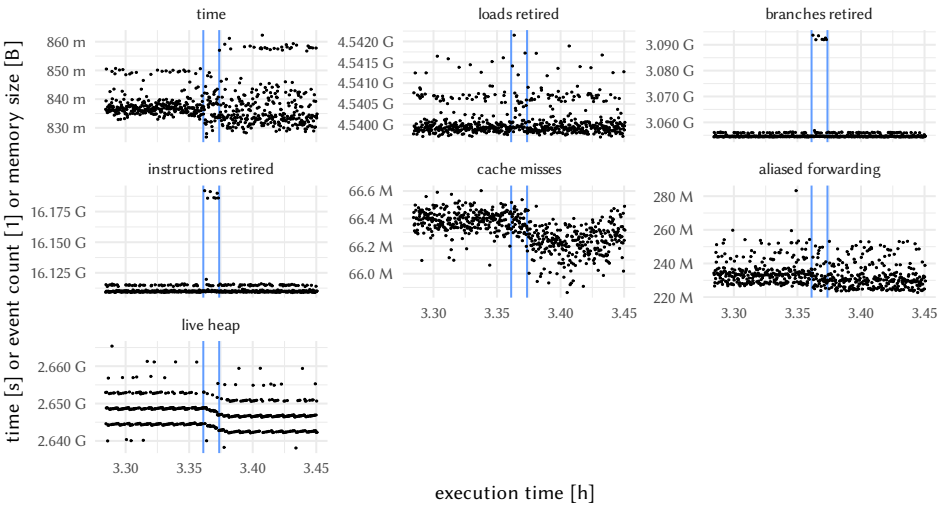 time
loads retired
branches retired
860 m
850 m
840 m
830 m
4.5420 G
4.5415 G
4.5410 G
4.5405 G
4.5400 G
3.090 G
3.080 G
3.070 G
3.060 G
instructions retired
cache misses
aliased forwarding
16.175 G
16.150 G
16.125 G
66.6 M
66.4 M
66.2 M
66.0 M
280 M
260 M
240 M
220 M
3.30 3.35 3.40 3.45
3.30 3.35 3.40 3.45
live heap
2.660 G
2.650 G
2.640 G
3.30 3.35 3.40 3.45
time [s] or event count [1] or memory size [B]
execution time [h]